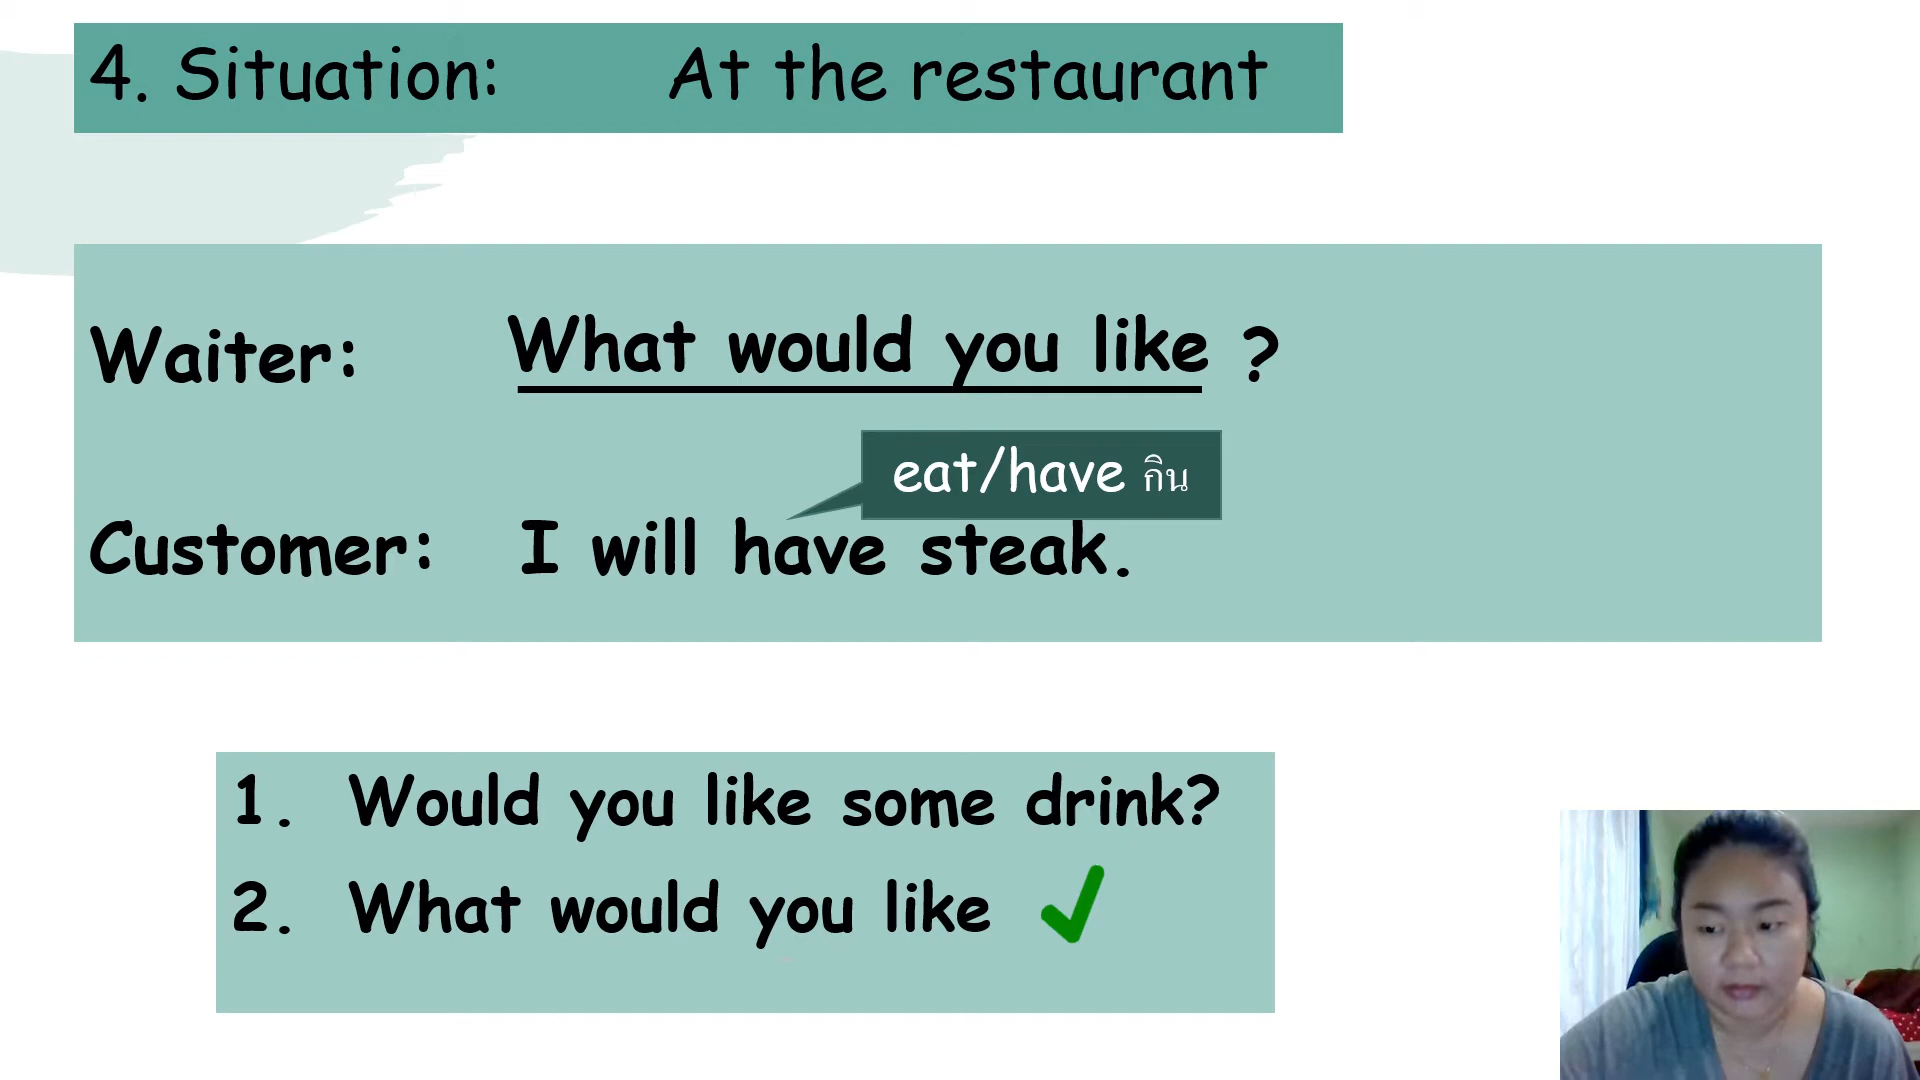 4. Situation: At the restaurant
Waiter: What would you like ?
eat/have กิน
Customer: I will have steak.
1. Would you like some drink?
2. What would you like